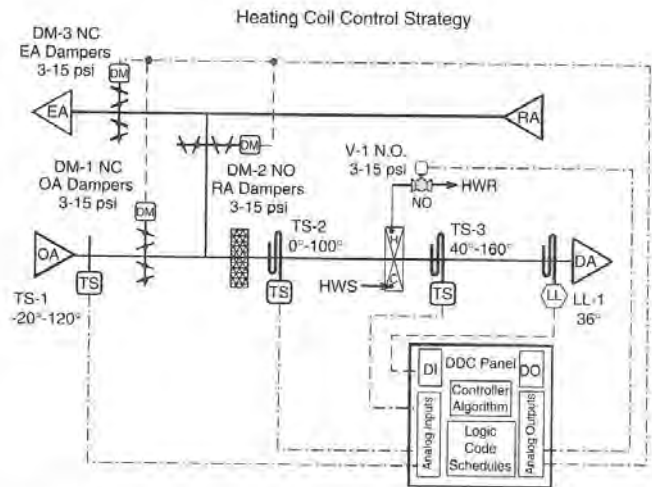 Heating Coil Control Strategy
DM-3 NC
EA Dampers
3-15 psi
DM
EA
RA
DM
DM-1 NC
OA Dampers
3-15 psi
DM-2 NO
RA Dampers
3-15 psi
V-1 N.O.
3-15 psi
HWR
NO
DM
TS-2
0°-100°
TS-3
40°-160°
OA
H
C
DA
HWS
TS-1
-20°-120°
TS
TS
TS
LL
LL-1
36°
DI
DDC Panel
DO
Controller
Algorithm
Analog Inputs
Logic
Code
Schedules
Analog Outputs